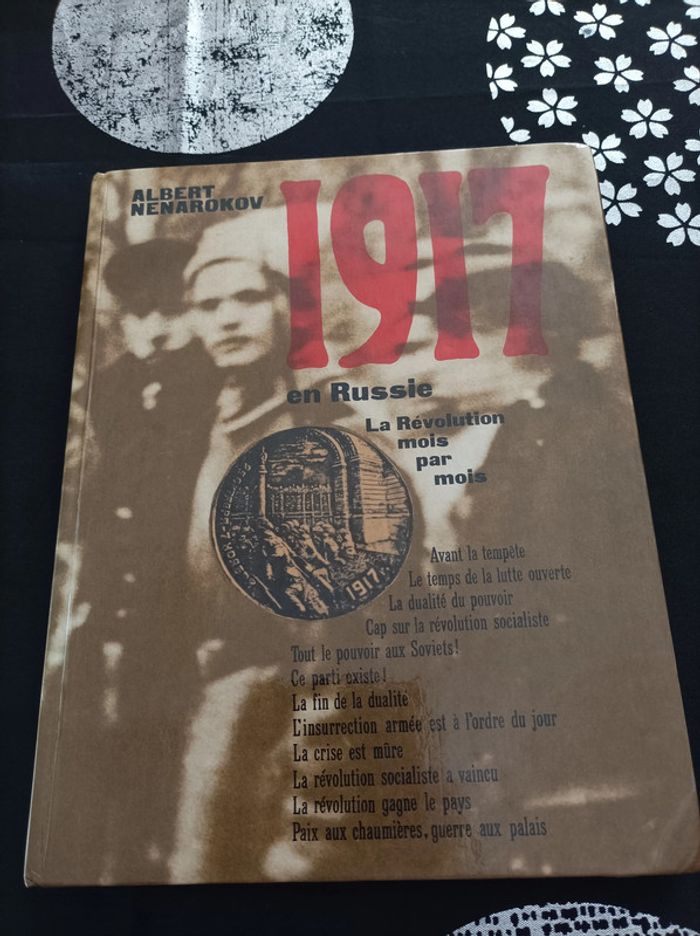 ALBERT
NENAROKOV
1917
en Russie
La Révolution
mois
par
mois
1917
Avant la tempête
Le temps de la lutte ouverte
La dualité du pouvoir
Cap sur la révolution socialiste
Tout le pouvoir aux Soviets!
Ce parti existe!
La fin de la dualité
L'insurrection armée est à l'ordre du jour
La crise est mûre
La révolution socialiste a vaincu
La révolution gagne le pays
Paix aux chaumières, guerre aux palais